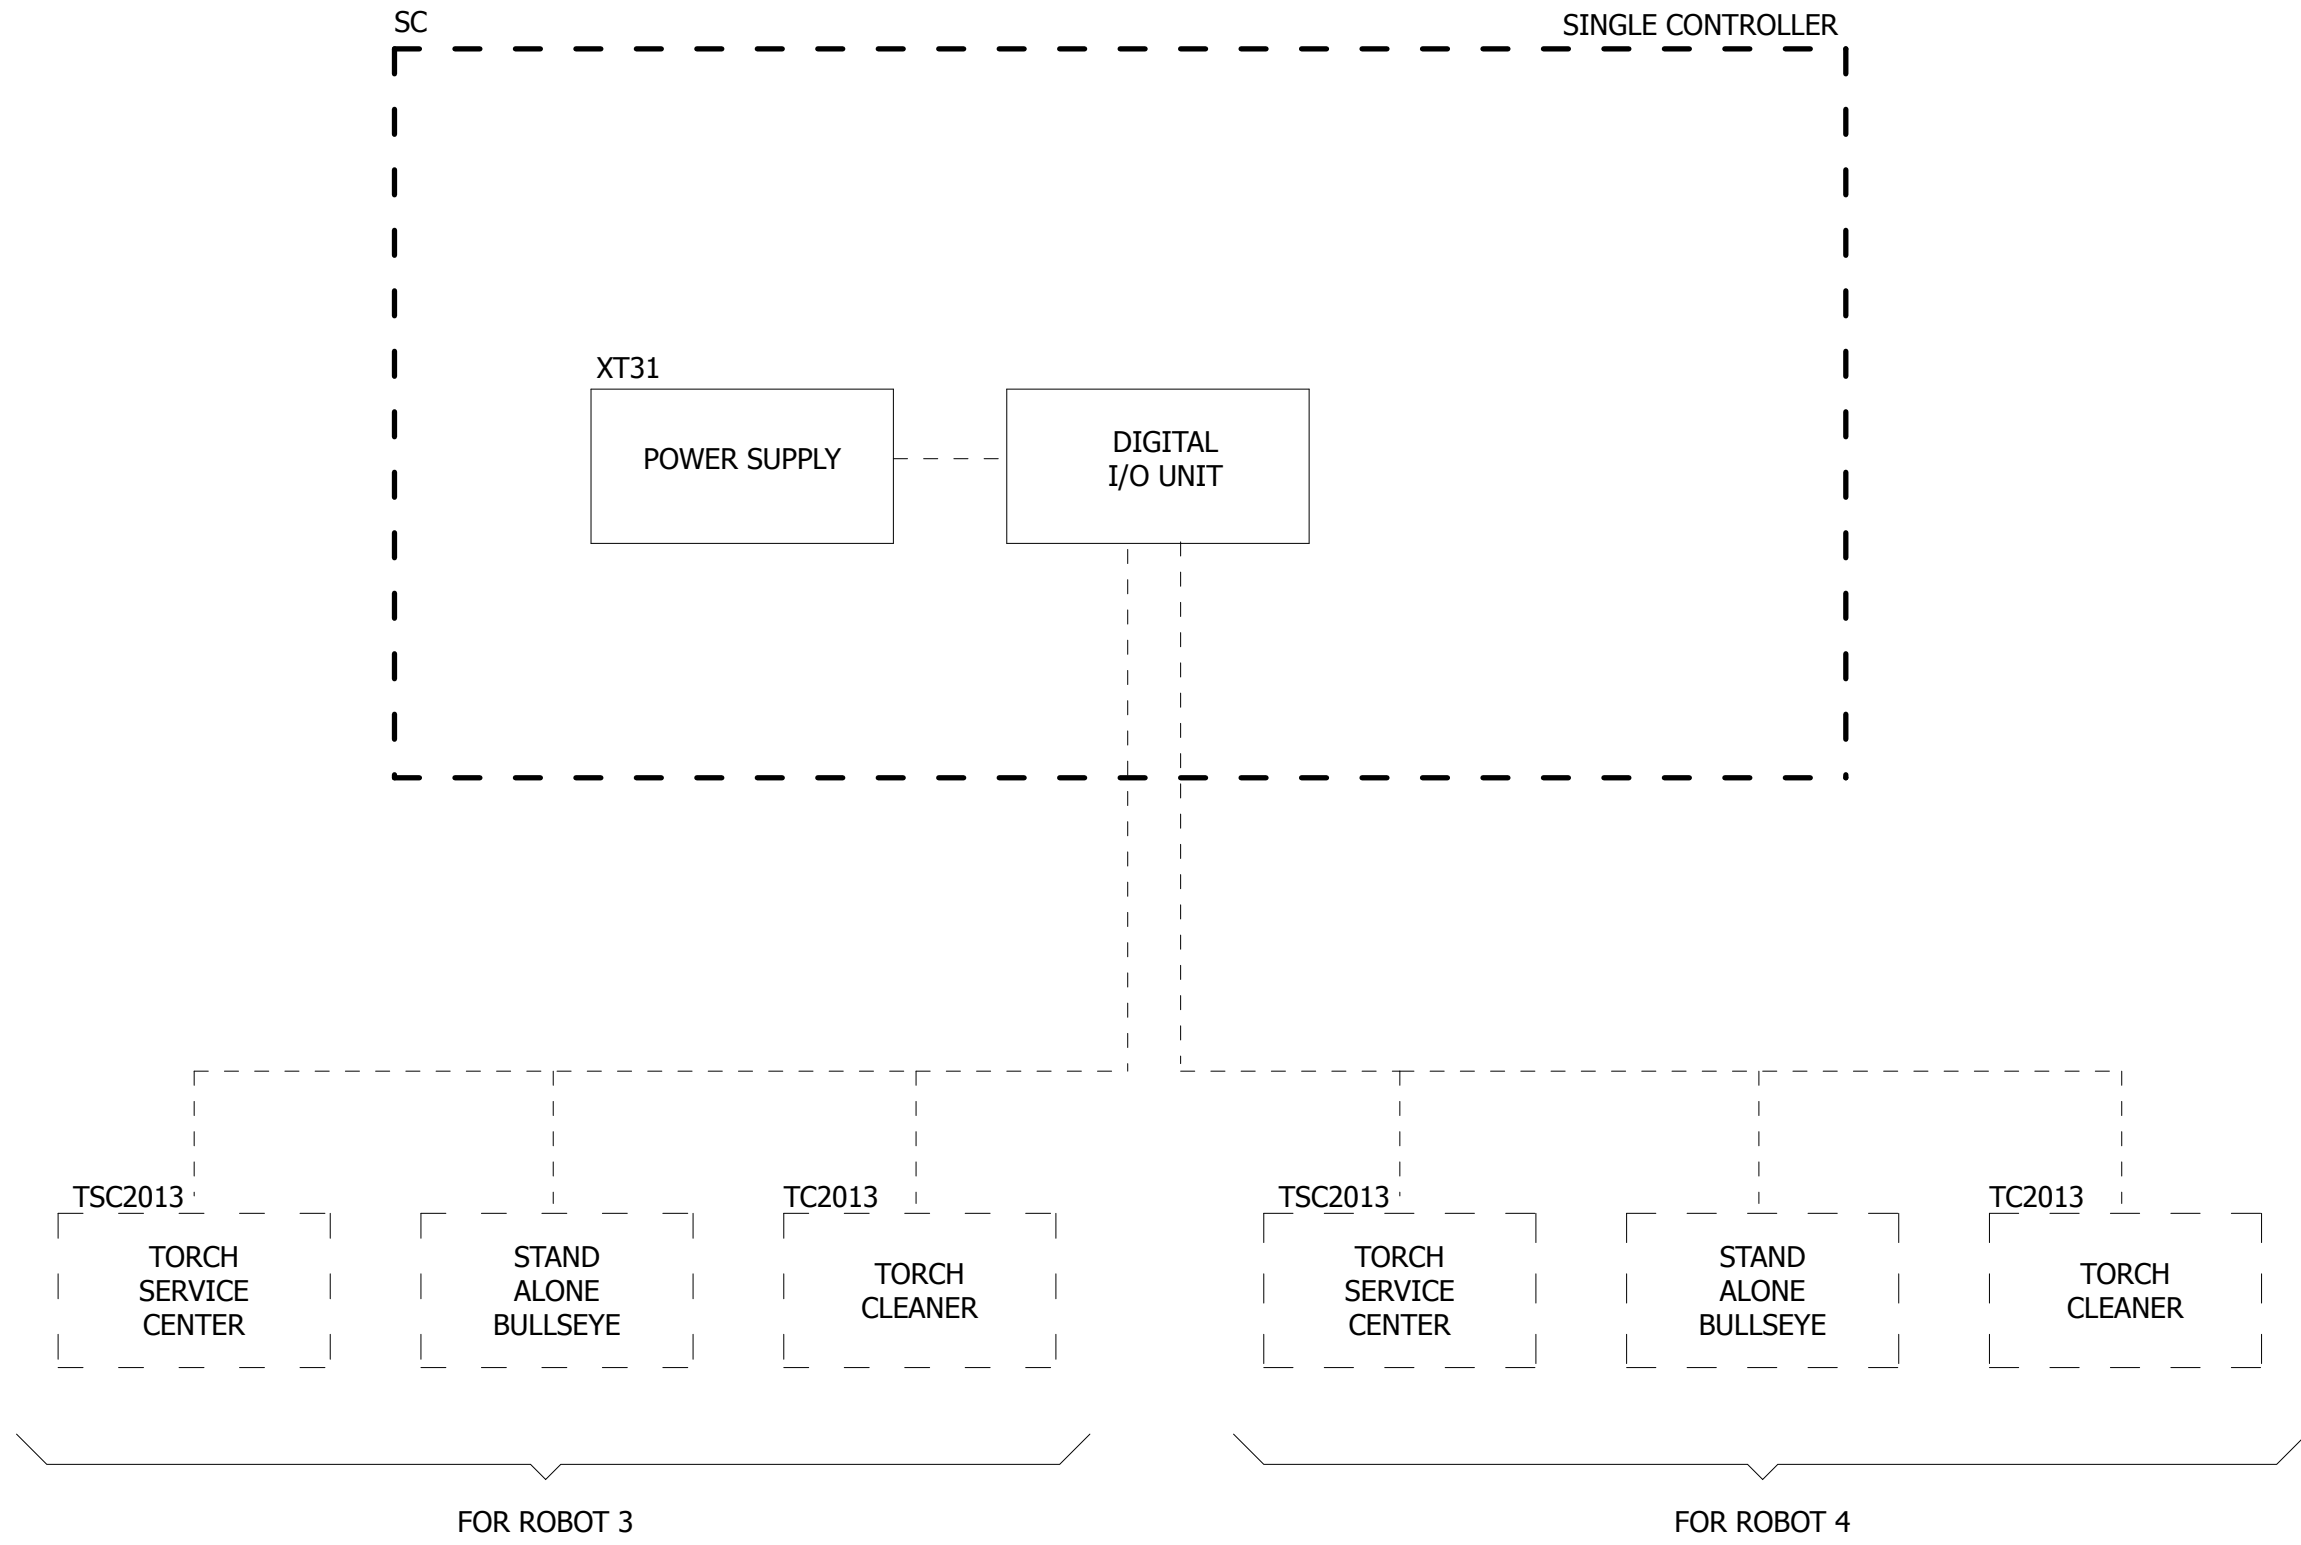 SC
SINGLE CONTROLLER
XT31
POWER SUPPLY
DIGITAL
I/O UNIT
TSC2013
TORCH
SERVICE
CENTER
STAND
ALONE
BULLSEYE
TC2013
TORCH
CLEANER
TSC2013
TORCH
SERVICE
CENTER
STAND
ALONE
BULLSEYE
TC2013
TORCH
CLEANER
FOR ROBOT 3
FOR ROBOT 4